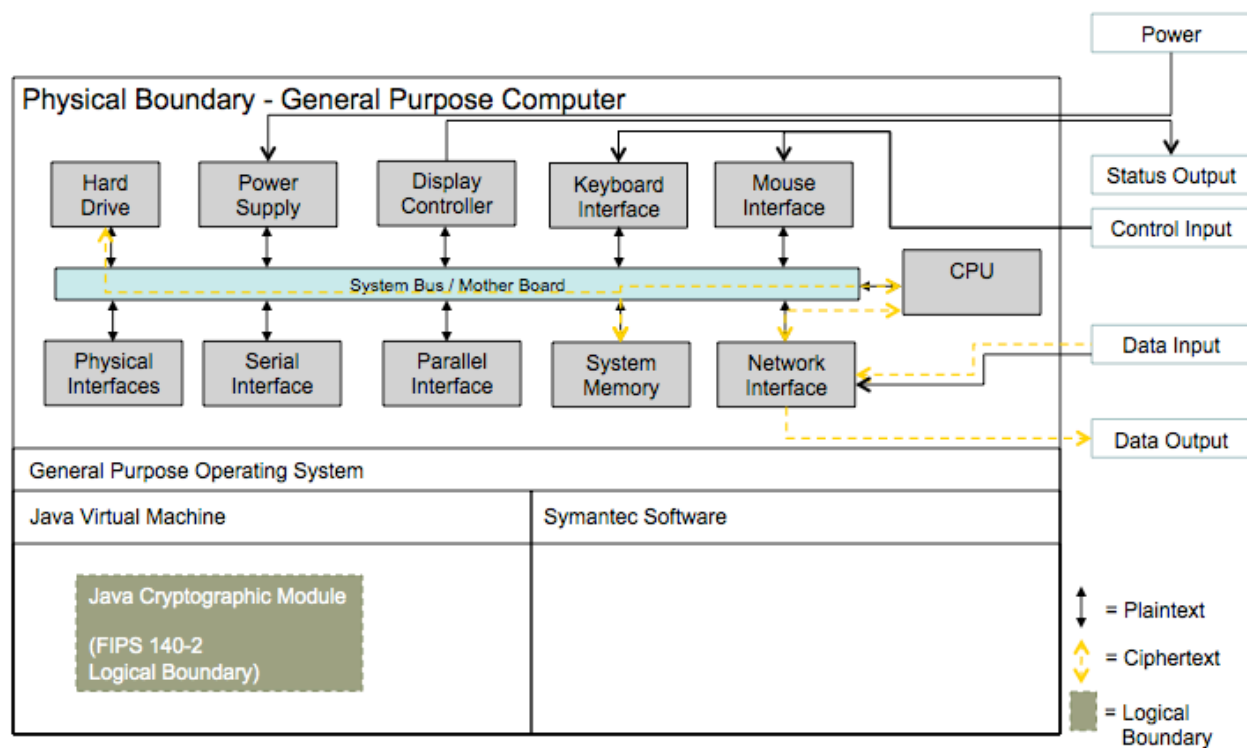 Power
Physical Boundary - General Purpose Computer
Hard
Drive
Power
Supply
Display
Controller
Keyboard
Interface
Mouse
Interface
Status Output
Control Input
CPU
System Bus / Mother Board
Physical
Interfaces
Serial
Interface
Parallel
Interface
System
Memory
Network
Interface
Data Input
Data Output
General Purpose Operating System
Java Virtual Machine
Symantec Software
Java Cryptographic Module
(FIPS 140-2
Logical Boundary)
= Plaintext
= Ciphertext
= Logical
Boundary